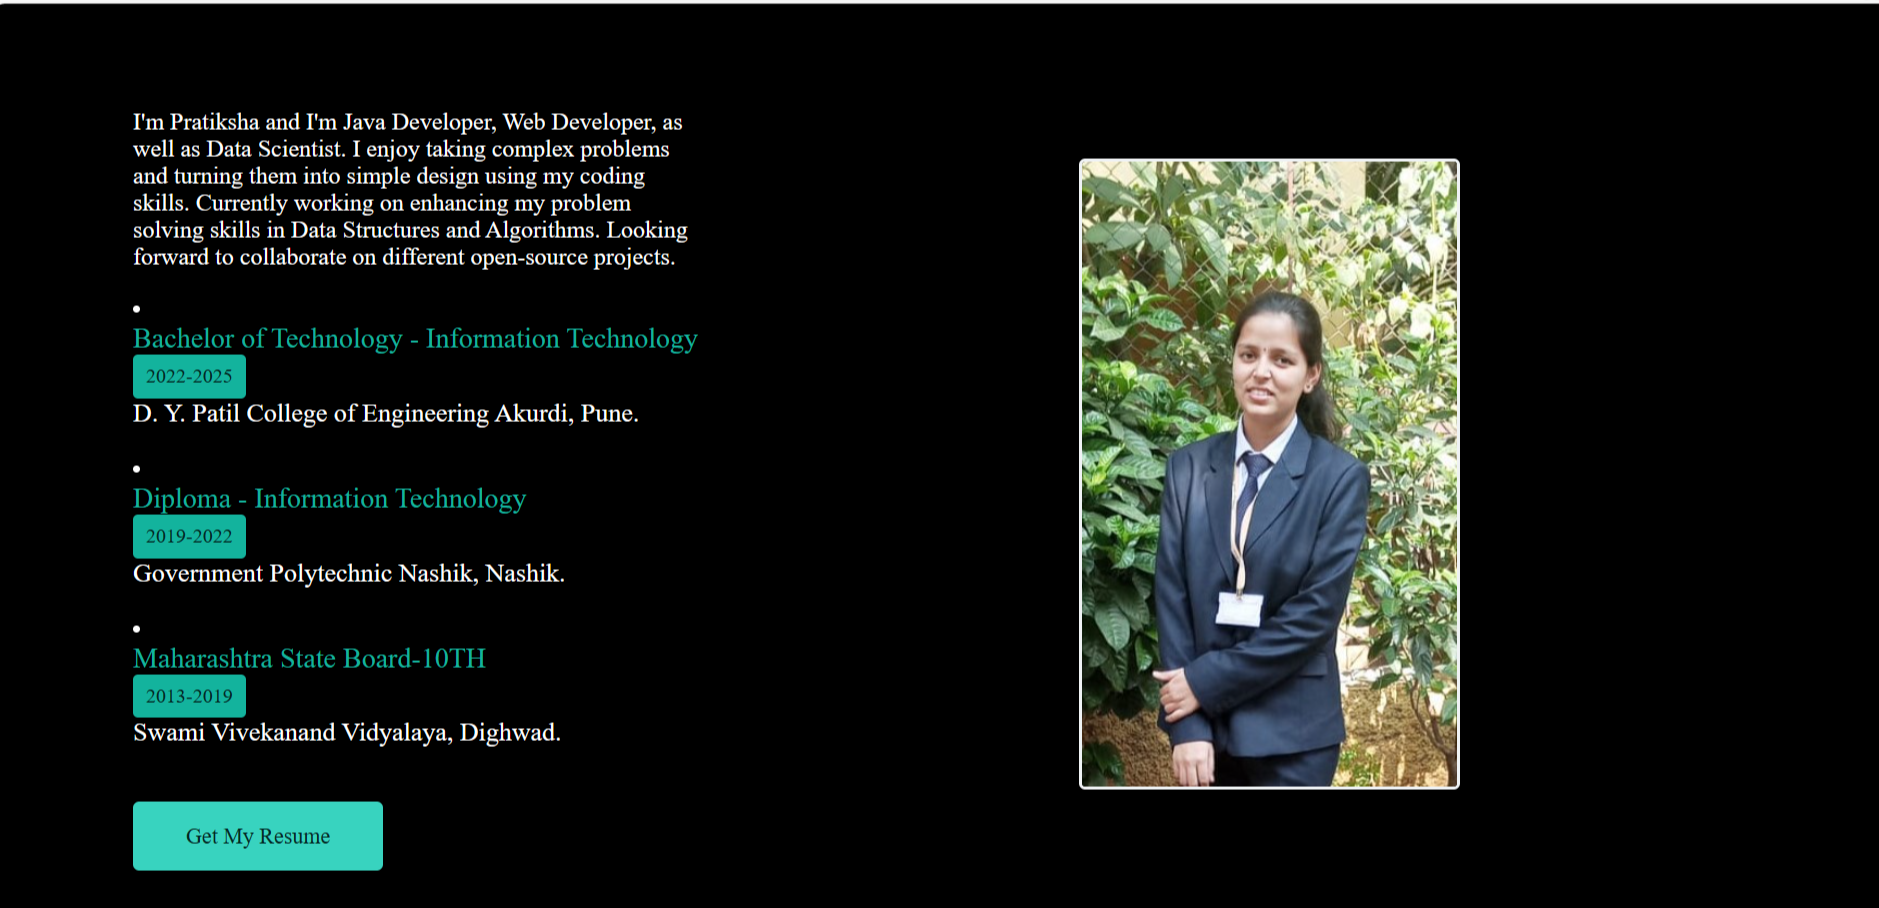 I'm Pratiksha and I'm Java Developer, Web Developer, as
well as Data Scientist. I enjoy taking complex problems
and turning them into simple design using my coding
skills. Currently working on enhancing my problem
solving skills in Data Structures and Algorithms. Looking
forward to collaborate on different open-source projects.
Bachelor of Technology - Information Technology
2022-2025
D. Y. Patil College of Engineering Akurdi, Pune.
Diploma - Information Technology
2019-2022
Government Polytechnic Nashik, Nashik.
Maharashtra State Board-10TH
2013-2019
Swami Vivekanand Vidyalaya, Dighwad.
Get My Resume